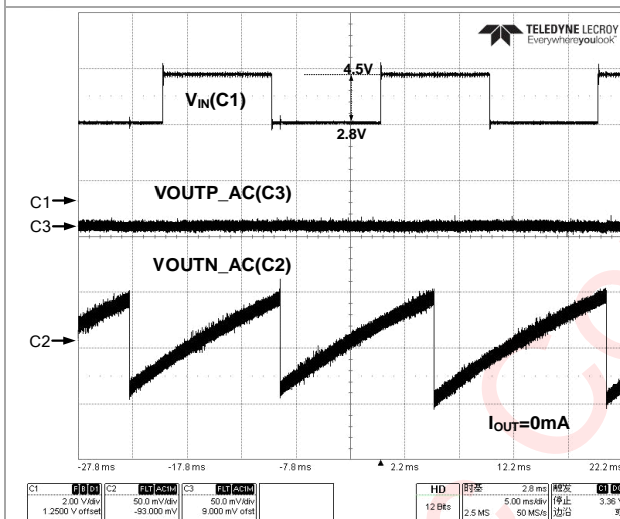 TELEDYNE LECROY
Everywhereyoulook
4.5V
VIN(C1)
2.8V
C1
VOUTP_AC(C3)
C3
VOUTN_AC(C2)
C2
IOUT=0mA
-27.8 ms -17.8 ms -7.8 ms 2.2 ms 12.2 ms 22.2 ms
C1 F B D1 C2 FLT AC1M C3 FLT AC1M HD 时基 2.8 ms 触发 C1 DC
2.00 V/div 50.0 mV/div 50.0 mV/div 12 Bits 5.00 ms/div 停止 3.36 V
1.2500 V offset -93.000 mV 9.000 mV ofst 2.5 MS 50 MS/s 边沿